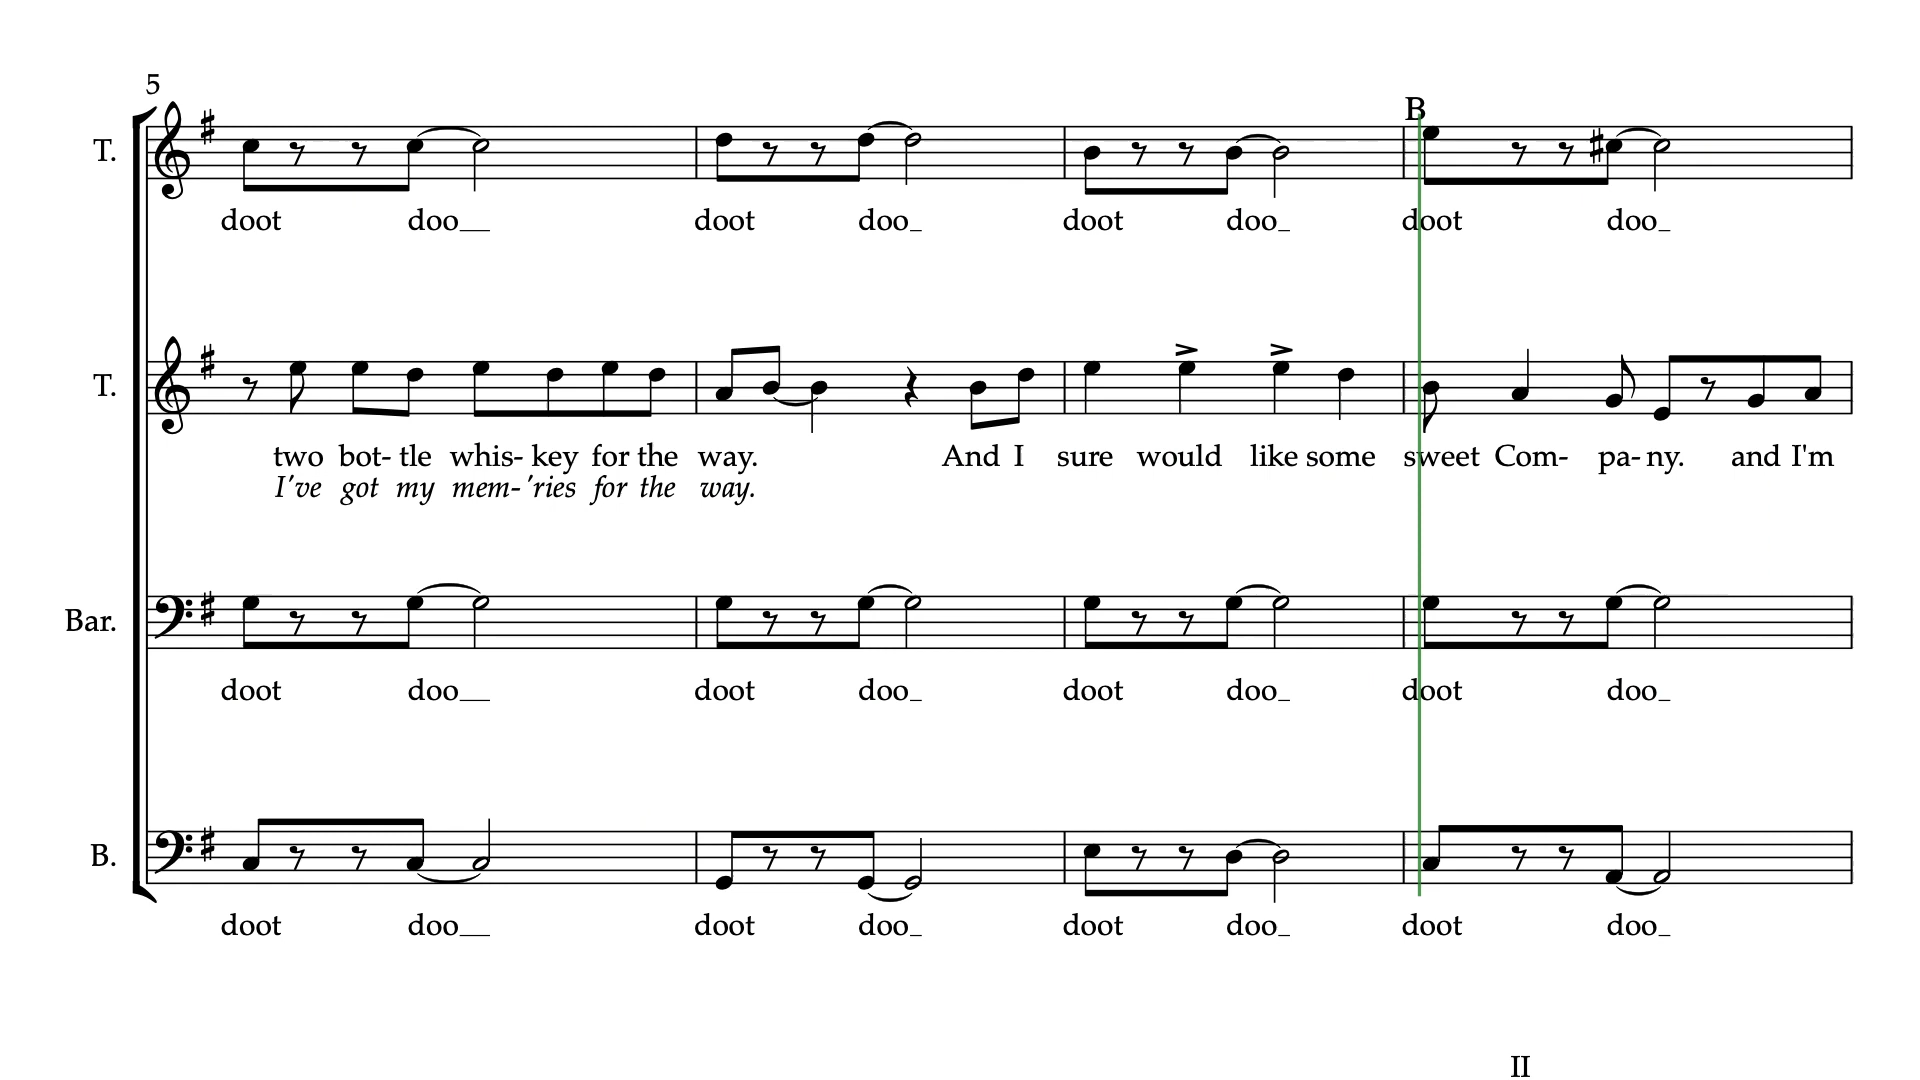 5
B
T.
doot doo__ doot doo_ doot doo_ doot doo_
T.
two bot- tle whis- key for the way. And I sure would like some sweet Com- pa- ny. and I'm
I've got my mem- 'ries for the way.
Bar.
doot doo__ doot doo_ doot doo_ doot doo_
B.
doot doo__ doot doo_ doot doo_ doot doo_
II